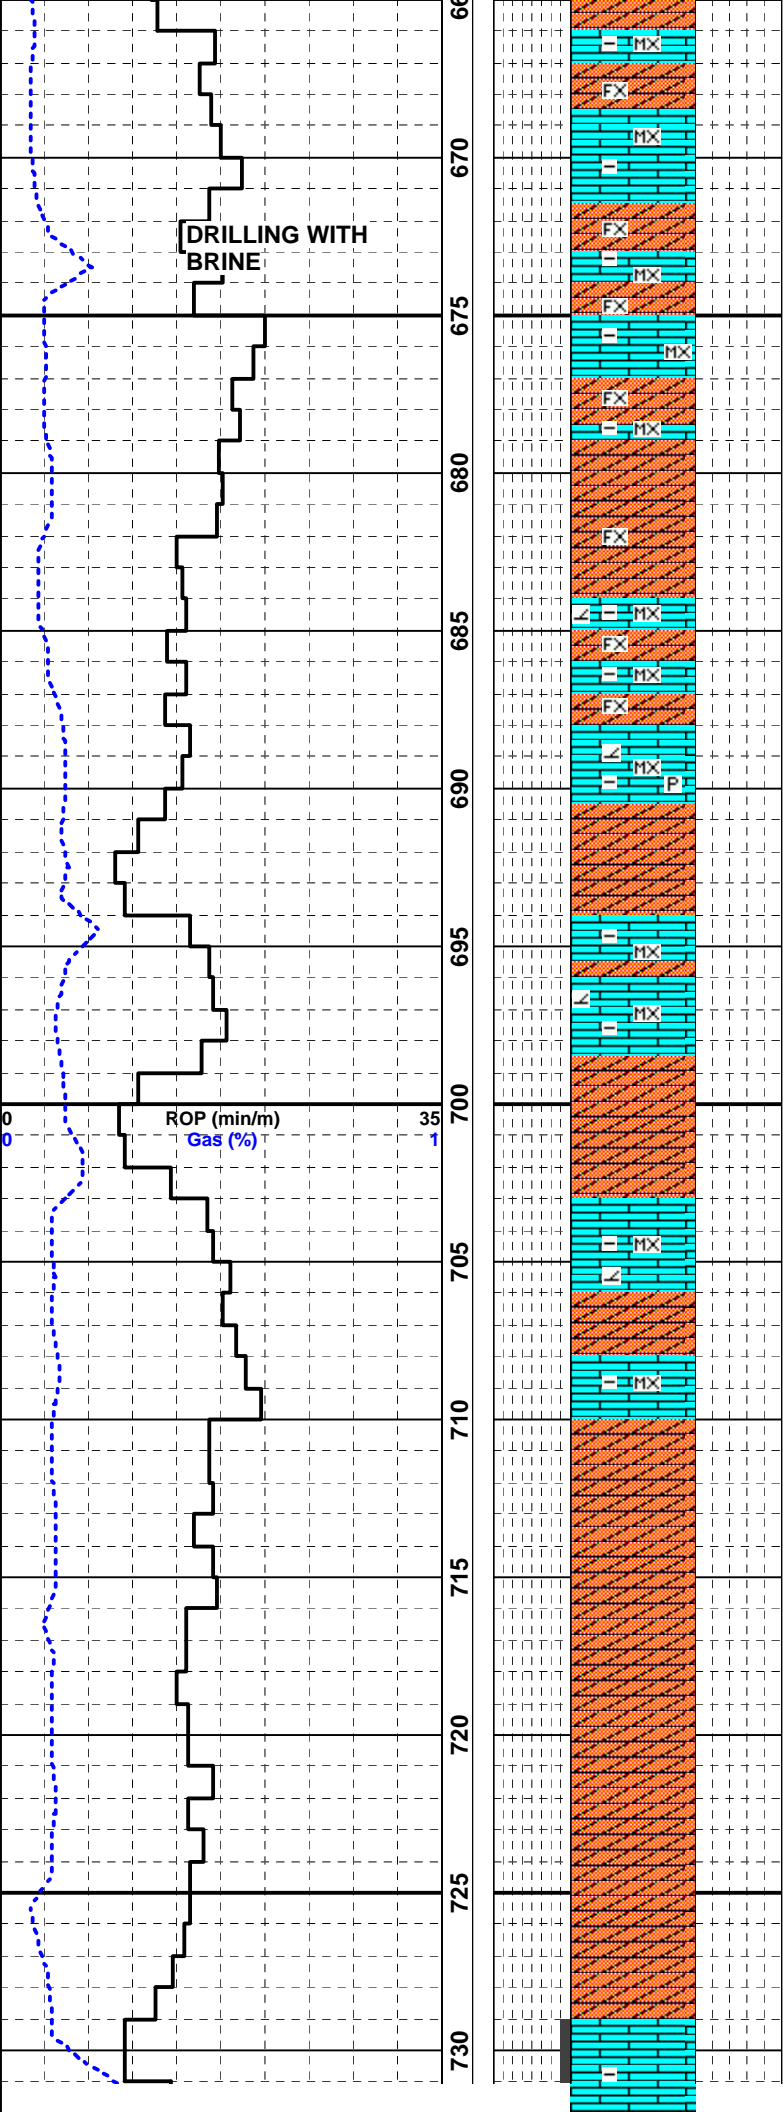 MX
FX
MX
670
FX
DRILLING WITH
BRINE
MX
FX
675
MX
FX
MX
680
FX
MX
685
FX
MX
FX
MX
P
690
MX
695
MX
700
0 ROP (min/m) 35
0 Gas (%) 1
MX
705
MX
710
715
720
725
730